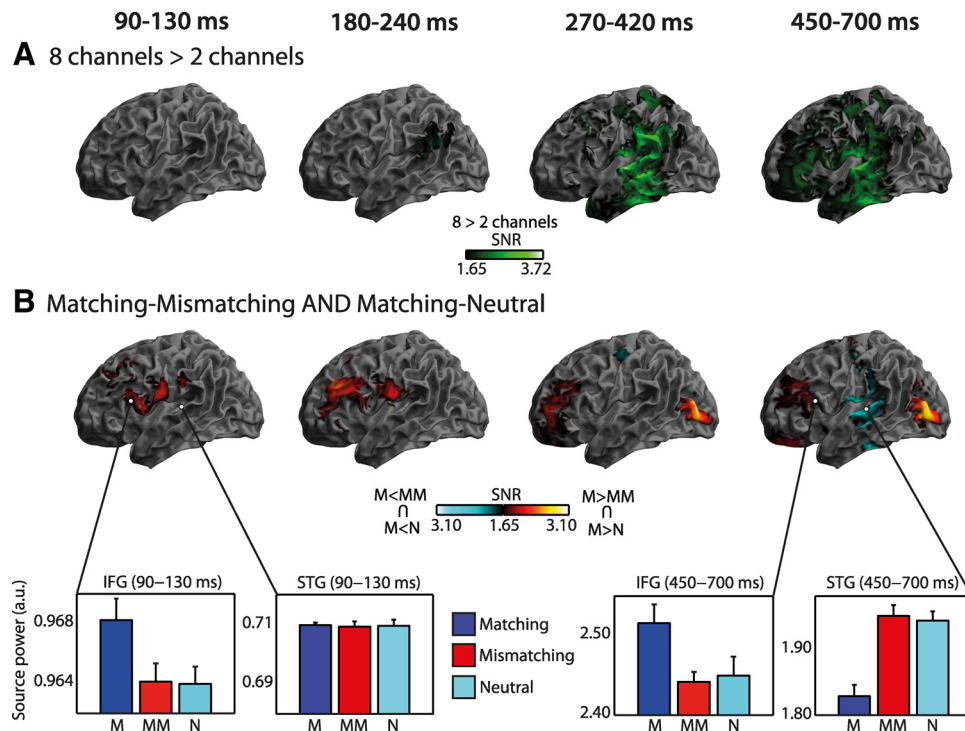 90-130 ms 180-240 ms 270-420 ms 450-700 ms
A 8 channels > 2 channels
8 > 2 channels
SNR
1.65 3.72
B Matching-Mismatching AND Matching-Neutral
M<MM SNR M>MM
∩ ∩
M<N 3.10 1.65 3.10 M>N
Source power (a.u.)
IFG (90–130 ms)
0.968
0.964
M MM N
STG (90–130 ms)
0.71
0.69
M MM N
Matching
Mismatching
Neutral
IFG (450–700 ms)
2.50
2.40
M MM N
STG (450–700 ms)
1.90
1.80
M MM N